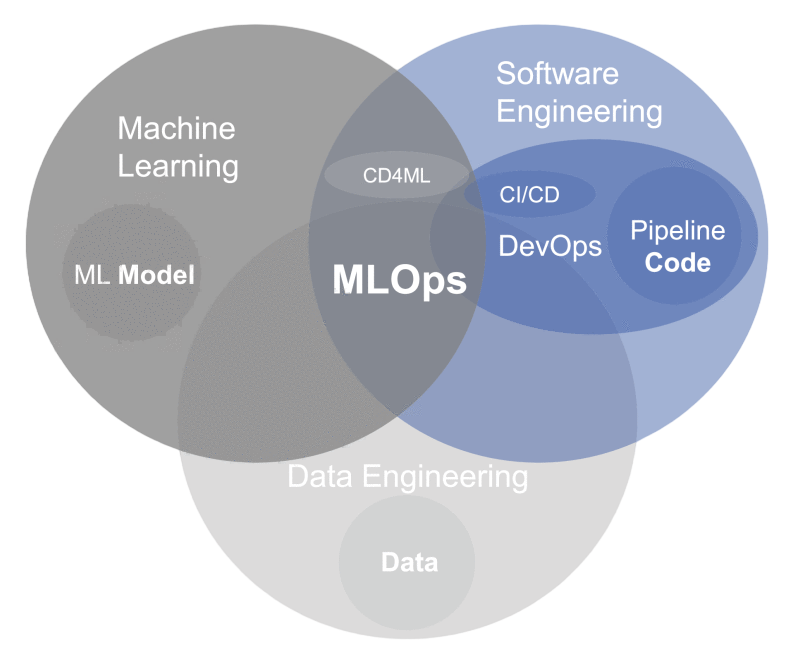 Software
Engineering
Machine
Learning
CD4ML
CI/CD
DevOps
Pipeline
Code
ML Model
MLOps
Data Engineering
Data